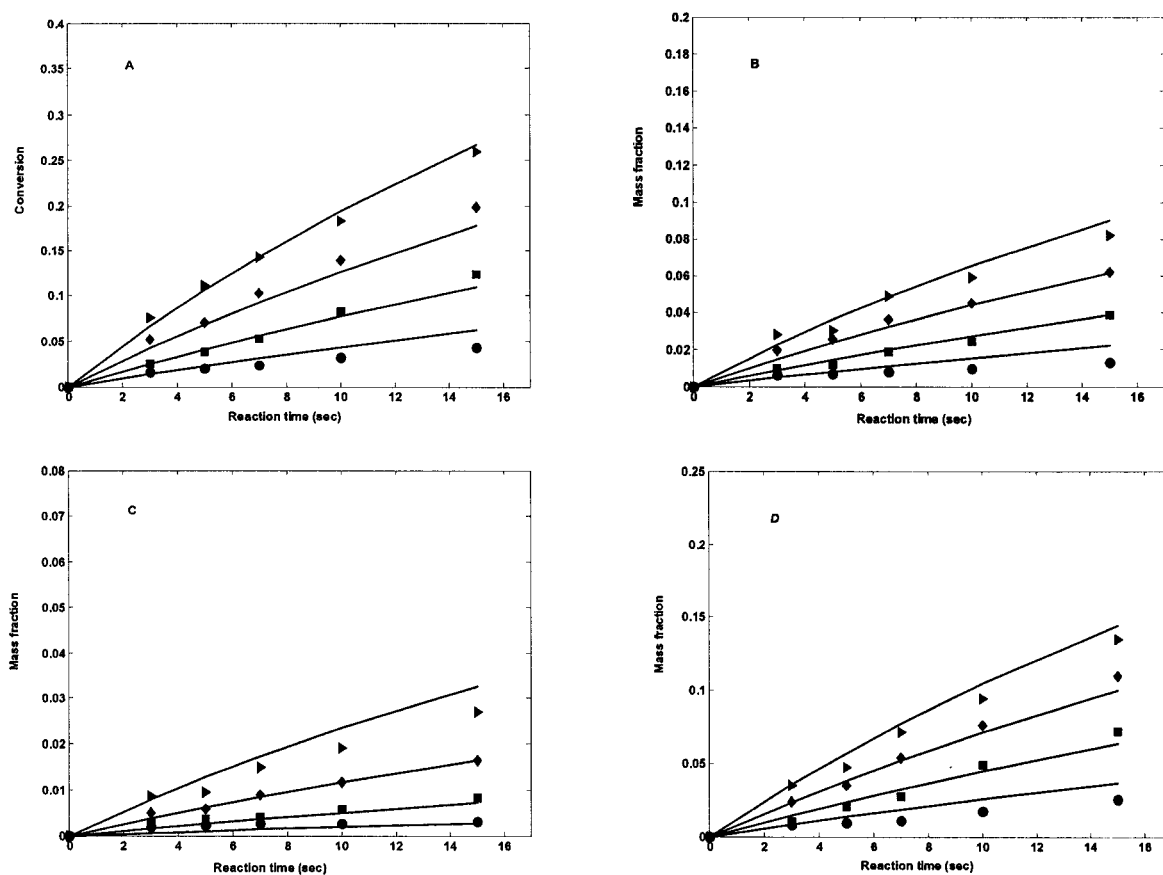 0.4
0.35
0.3
0.25
0.2
0.15
0.1
0.05
0
Conversion
A
0 2 4 6 8 10 12 14 16
Reaction time (sec)
0.2
0.18
0.16
0.14
0.12
0.1
0.08
0.06
0.04
0.02
0
Mass fraction
B
0 2 4 6 8 10 12 14 16
Reaction time (sec)
0.08
0.07
0.06
0.05
0.04
0.03
0.02
0.01
0
Mass fraction
C
0 2 4 6 8 10 12 14 16
Reaction time (sec)
0.25
0.2
0.15
0.1
0.05
0
Mass fraction
D
0 2 4 6 8 10 12 14 16
Reaction time (sec)